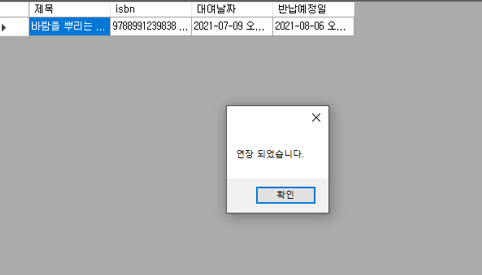 제목 isbn 대여날짜 반납예정일
바람을 뿌리는 ... 9788991239838 ... 2021-07-09 오... 2021-08-06 오...
연장 되었습니다.
확인